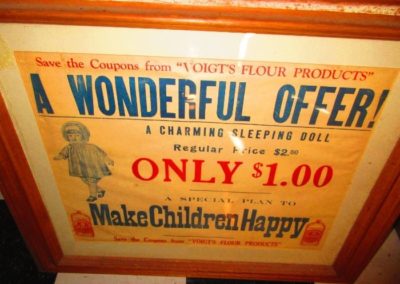 Save the Coupons from "VOIGT'S FLOUR PRODUCTS"
A WONDERFUL OFFER!
A CHARMING SLEEPING DOLL
Regular Price $2.00
ONLY $1.00
A SPECIAL PLAN TO
Make Children Happy
Save the Coupons from "VOIGT'S FLOUR PRODUCTS"